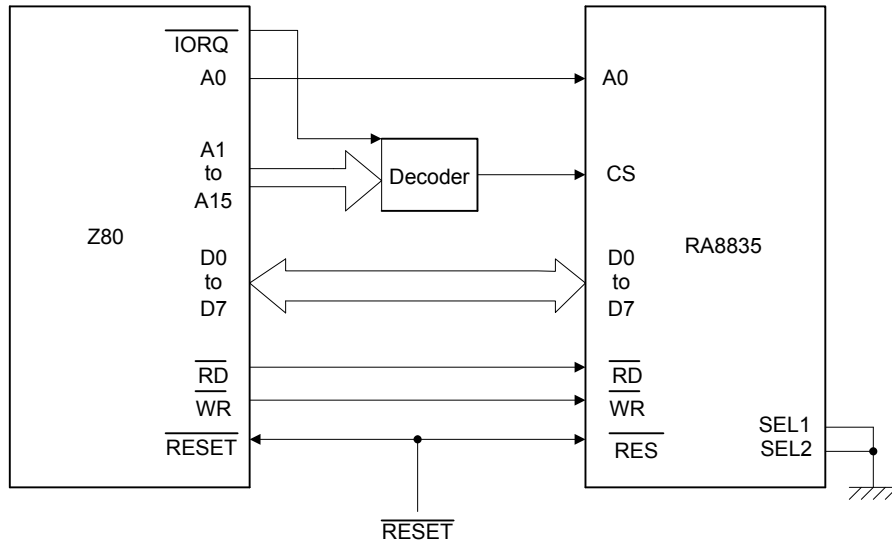 IORQ
A0
A0
A1
to
A15
Decoder
CS
Z80
RA8835
D0
to
D7
D0
to
D7
RD
RD
WR
WR
RESET
RES
SEL1
SEL2
RESET